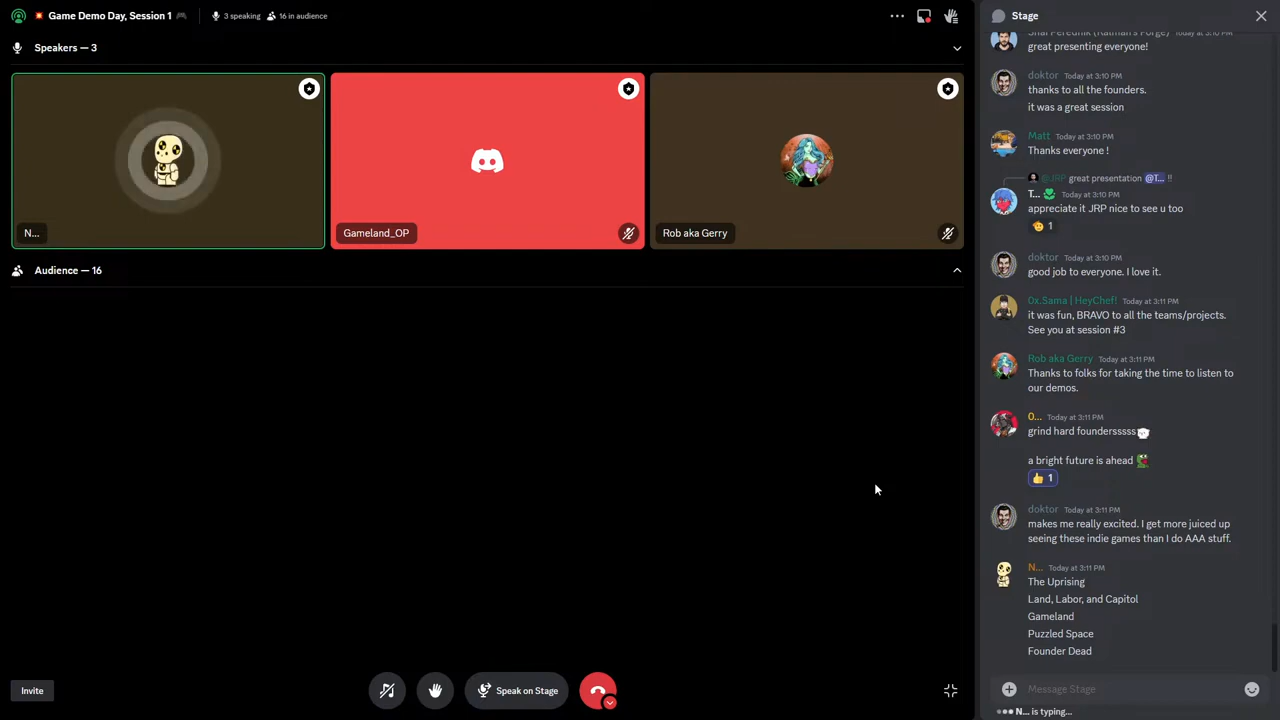 Game Demo Day, Session 1
3 speaking
16 in audience
Speakers — 3
N...
Gameland_OP
Rob aka Gerry
Audience — 16
Invite
Speak on Stage
Stage
Today at 3:10 PM
great presenting everyone!
doktor Today at 3:10 PM
thanks to all the founders.
it was a great session
Matt Today at 3:10 PM
Thanks everyone !
@JRP great presentation @T... !!
T... Today at 3:10 PM
appreciate it JRP nice to see u too
1
doktor Today at 3:10 PM
good job to everyone. I love it.
0x.Sama | HeyChef! Today at 3:11 PM
it was fun, BRAVO to all the teams/projects.
See you at session #3
Rob aka Gerry Today at 3:11 PM
Thanks to folks for taking the time to listen to
our demos.
O... Today at 3:11 PM
grind hard foundersssss
a bright future is ahead
1
doktor Today at 3:11 PM
makes me really excited. I get more juiced up
seeing these indie games than I do AAA stuff.
N... Today at 3:11 PM
The Uprising
Land, Labor, and Capitol
Gameland
Puzzled Space
Founder Dead
Message Stage
N... is typing...